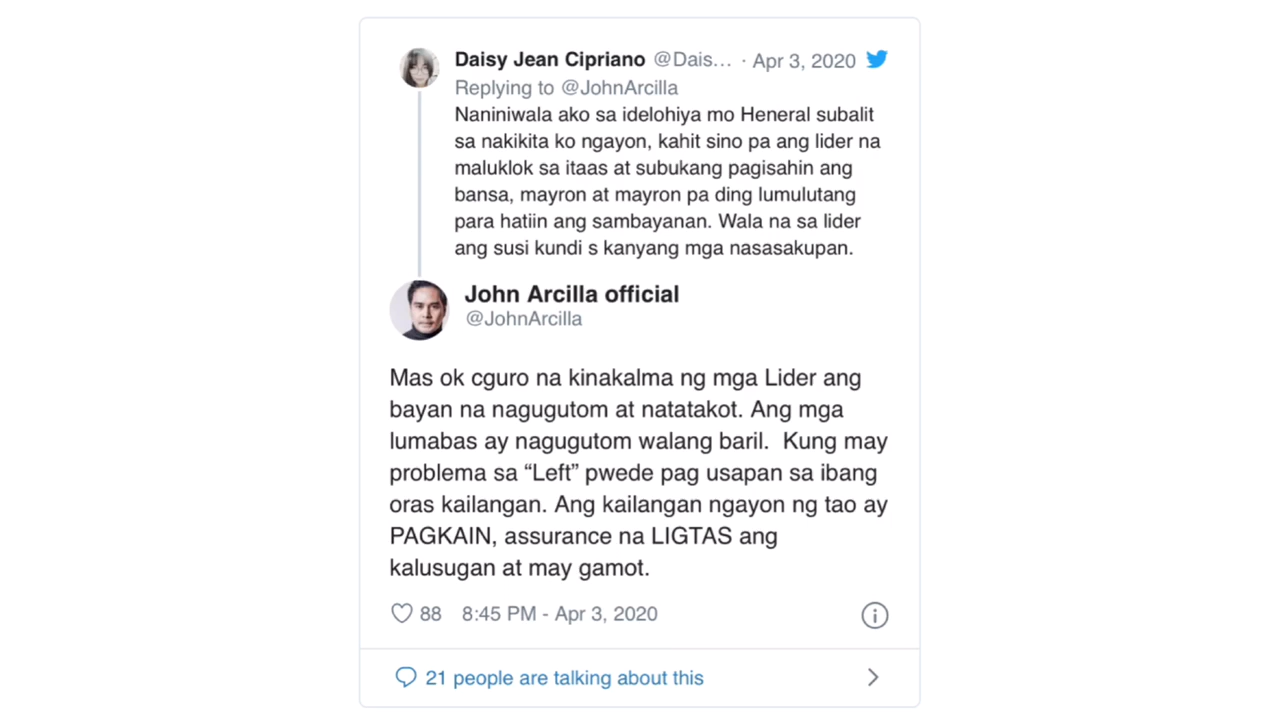 Daisy Jean Cipriano @Dais... · Apr 3, 2020
Replying to @JohnArcilla
Naniniwala ako sa idelohiya mo Heneral subalit
sa nakikita ko ngayon, kahit sino pa ang lider na
maluklok sa itaas at subukang pagisahin ang
bansa, mayron at mayron pa ding lumulutang
para hatiin ang sambayanan. Wala na sa lider
ang susi kundi s kanyang mga nasasakupan.
John Arcilla official
@JohnArcilla
Mas ok cguro na kinakalma ng mga Lider ang
bayan na nagugutom at natatakot. Ang mga
lumabas ay nagugutom walang baril.  Kung may
problema sa “Left” pwede pag usapan sa ibang
oras kailangan. Ang kailangan ngayon ng tao ay
PAGKAIN, assurance na LIGTAS ang
kalusugan at may gamot.
88 8:45 PM - Apr 3, 2020
21 people are talking about this